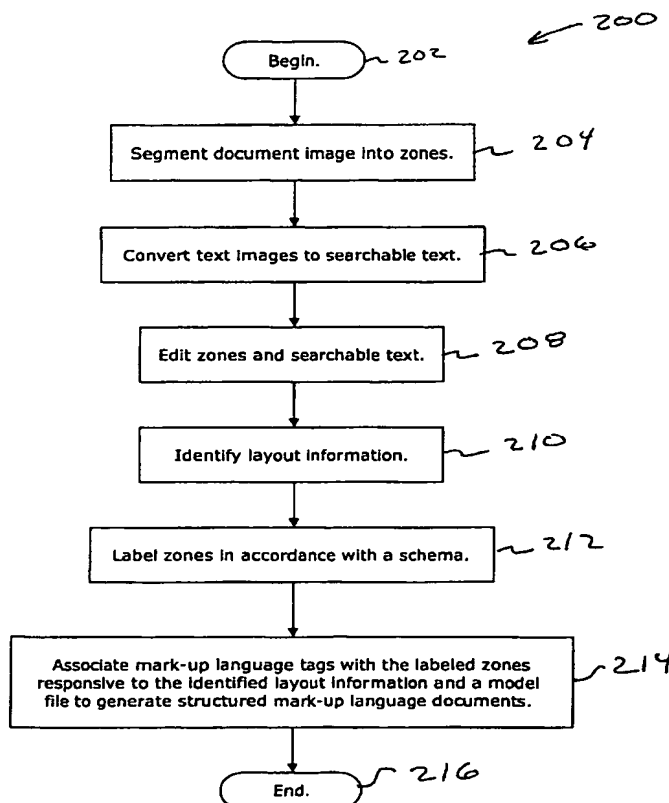 200
Begin.
202
Segment document image into zones.
204
Convert text images to searchable text.
206
Edit zones and searchable text.
208
Identify layout information.
210
Label zones in accordance with a schema.
212
Associate mark-up language tags with the labeled zones
responsive to the identified layout information and a model
file to generate structured mark-up language documents.
214
End.
216